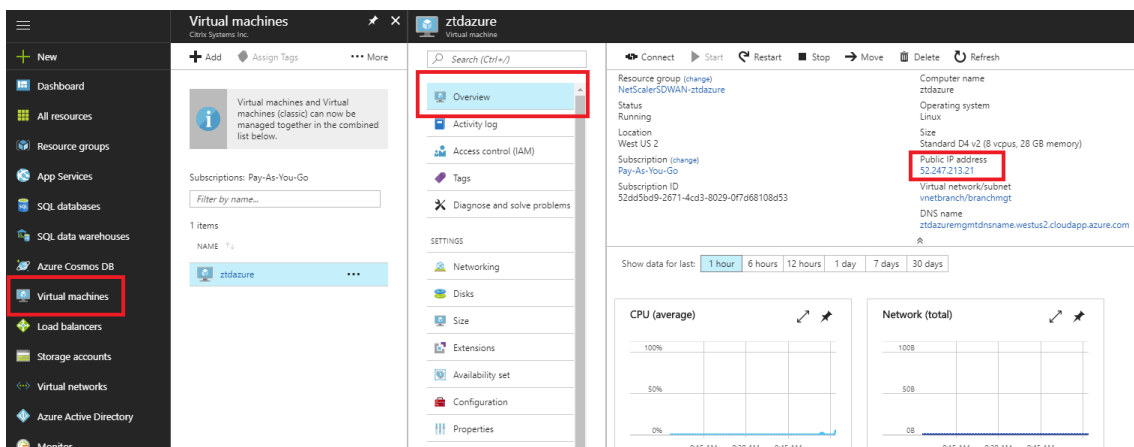 Virtual machines
Citrix Systems Inc.
ztdazure
Virtual machine
New
Dashboard
All resources
Resource groups
App Services
SQL databases
SQL data warehouses
Azure Cosmos DB
Virtual machines
Load balancers
Storage accounts
Virtual networks
Azure Active Directory
Monitor
Add
Assign Tags
More
Virtual machines and Virtual
machines (classic) can now be
managed together in the combined
list below.
Subscriptions: Pay-As-You-Go
Filter by name...
1 items
NAME
ztdazure
Search (Ctrl+/)
Overview
Activity log
Access control (IAM)
Tags
Diagnose and solve problems
SETTINGS
Networking
Disks
Size
Extensions
Availability set
Configuration
Properties
Connect
Start
Restart
Stop
Move
Delete
Refresh
Resource group (change)
NetScalerSDWAN-ztdazure
Status
Running
Location
West US 2
Subscription (change)
Pay-As-You-Go
Subscription ID
52dd5bd9-2671-4cd3-8029-0f7d68108d53
Computer name
ztdazure
Operating system
Linux
Size
Standard D4 v2 (8 vcpus, 28 GB memory)
Public IP address
52.247.213.21
Virtual network/subnet
vnetbranch/branchmgt
DNS name
ztdazuremgmtdnsname.westus2.cloudapp.azure.com
Show data for last:
1 hour
6 hours
12 hours
1 day
7 days
30 days
CPU (average)
100%
50%
0%
Network (total)
100B
50B
0B